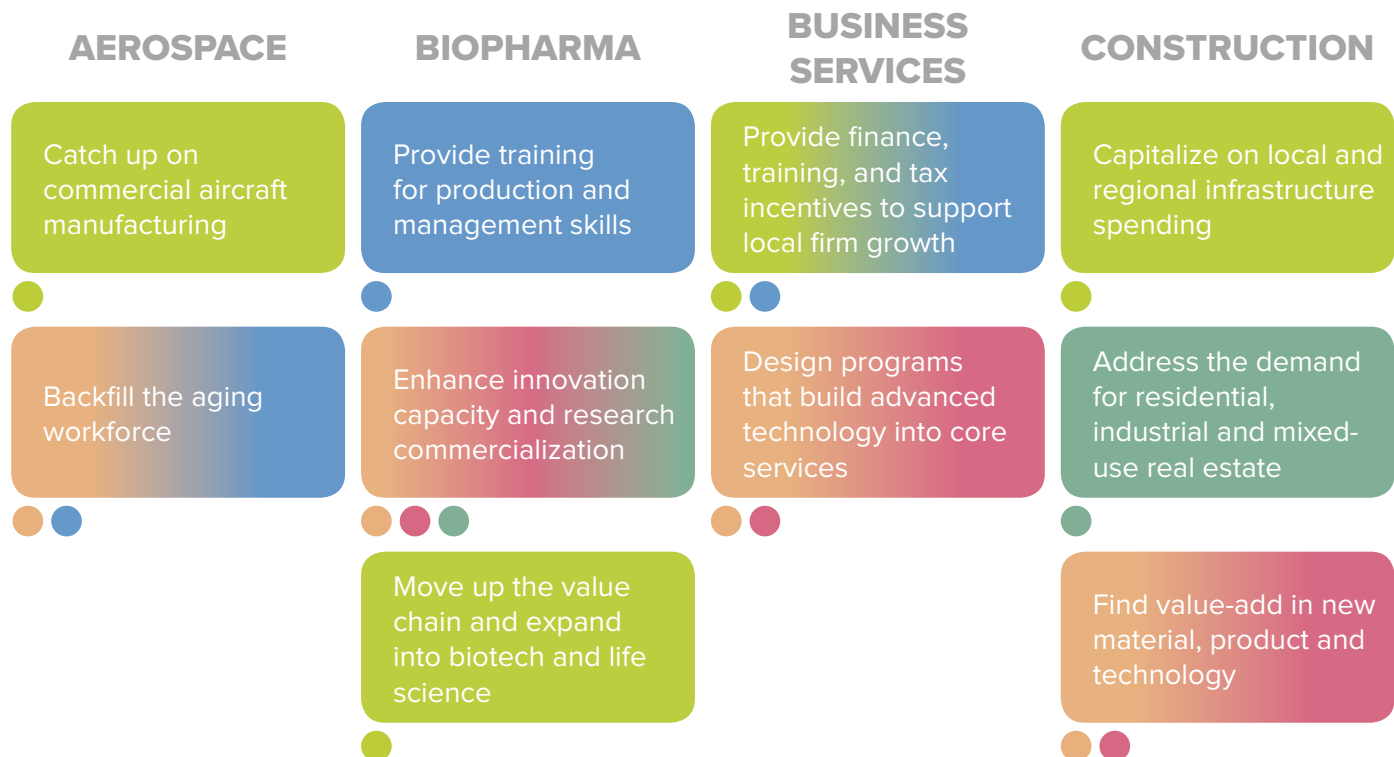 AEROSPACE
Catch up on
commercial aircraft
manufacturing
Backfill the aging
workforce
BIOPHARMA
Provide training
for production and
management skills
Enhance innovation
capacity and research
commercialization
Move up the value
chain and expand
into biotech and life
science
BUSINESS
SERVICES
Provide finance,
training, and tax
incentives to support
local firm growth
Design programs
that build advanced
technology into core
services
CONSTRUCTION
Capitalize on local and
regional infrastructure
spending
Address the demand
for residential,
industrial and mixed-
use real estate
Find value-add in new
material, product and
technology